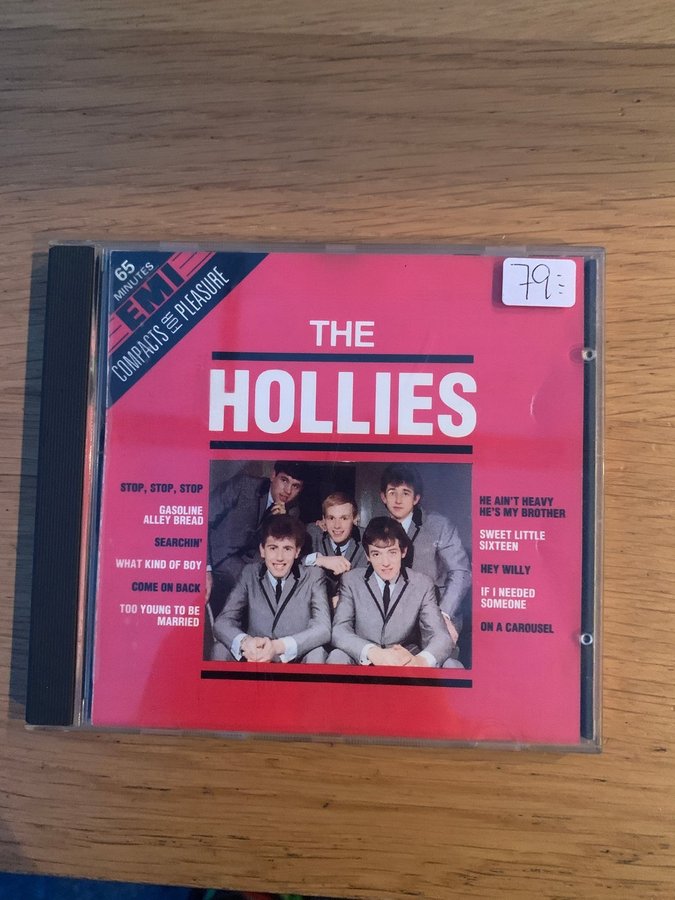 65
MINUTES
EMI
COMPACTS FOR PLEASURE
79:=
THE
HOLLIES
STOP, STOP, STOP
GASOLINE
ALLEY BREAD
SEARCHIN'
WHAT KIND OF BOY
COME ON BACK
TOO YOUNG TO BE
MARRIED
HE AIN'T HEAVY
HE'S MY BROTHER
SWEET LITTLE
SIXTEEN
HEY WILLY
IF I NEEDED
SOMEONE
ON A CAROUSEL